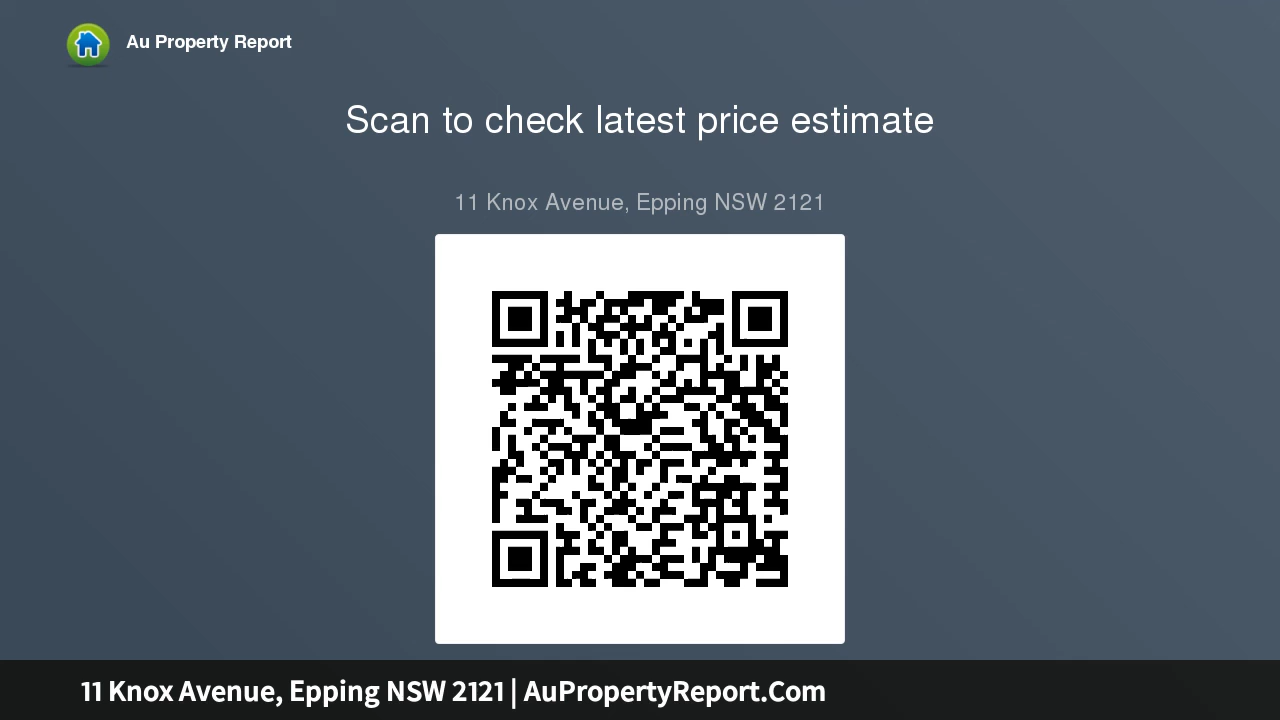 Au Property Report
Scan to check latest price estimate
11 Knox Avenue, Epping NSW 2121
11 Knox Avenue, Epping NSW 2121 | AuPropertyReport.Com